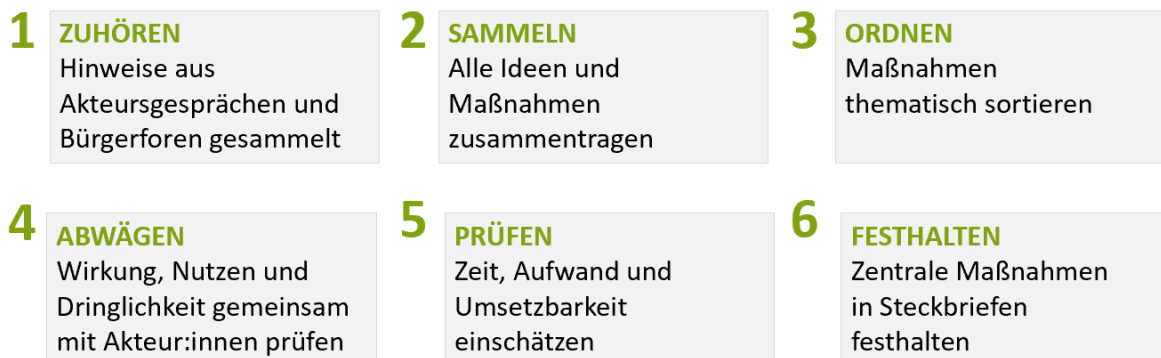 1 ZUHÖREN
Hinweise aus
Akteursgesprächen und
Bürgerforen gesammelt
2 SAMMELN
Alle Ideen und
Maßnahmen
zusammentragen
3 ORDNEN
Maßnahmen
thematisch sortieren
4 ABWÄGEN
Wirkung, Nutzen und
Dringlichkeit gemeinsam
mit Akteur:innen prüfen
5 PRÜFEN
Zeit, Aufwand und
Umsetzbarkeit
einschätzen
6 FESTHALTEN
Zentrale Maßnahmen
in Steckbriefen
festhalten